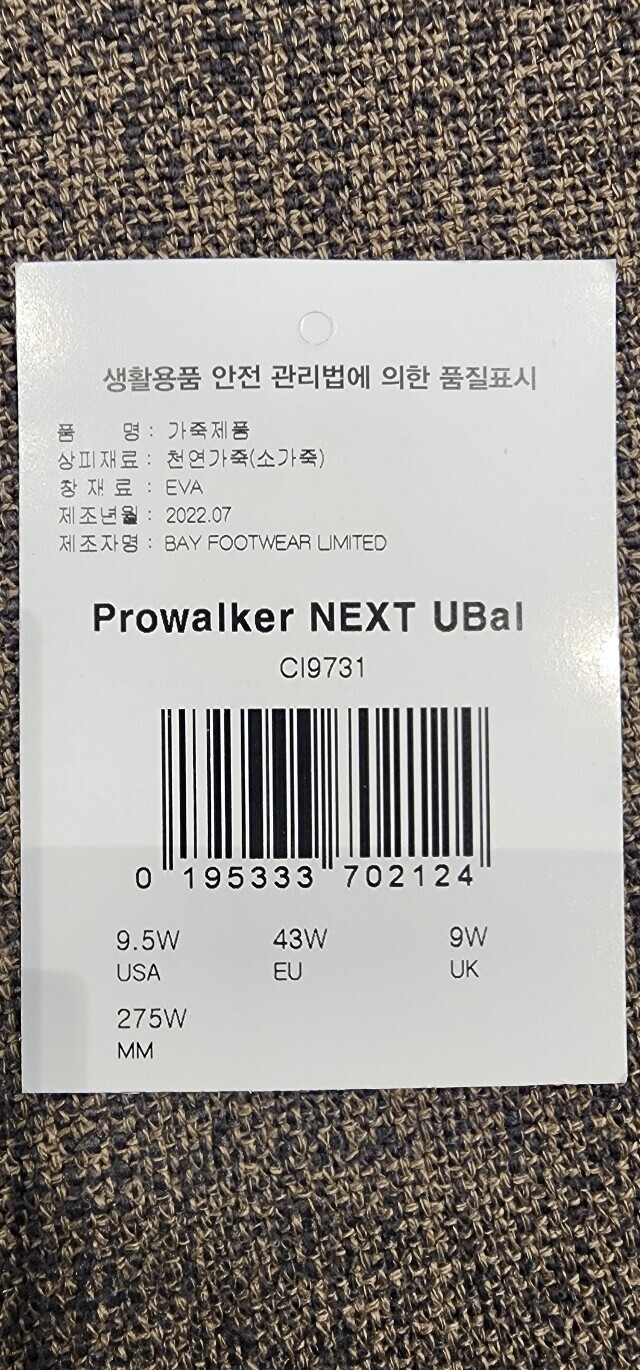 생활용품 안전 관리법에 의한 품질표시
품 명 : 가죽제품
상피재료 : 천연가죽(소가죽)
창 재 료 : EVA
제조년월 : 2022.07
제조자명 : BAY FOOTWEAR LIMITED
Prowalker NEXT UBal
CI9731
0 195333 702124
9.5W 43W 9W
USA EU UK
275W
MM